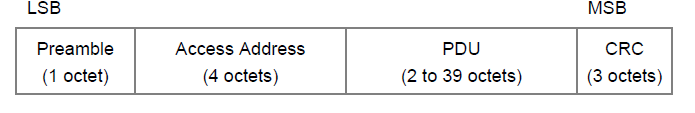 LSB MSB
Preamble Access Address PDU CRC
(1 octet) (4 octets) (2 to 39 octets) (3 octets)